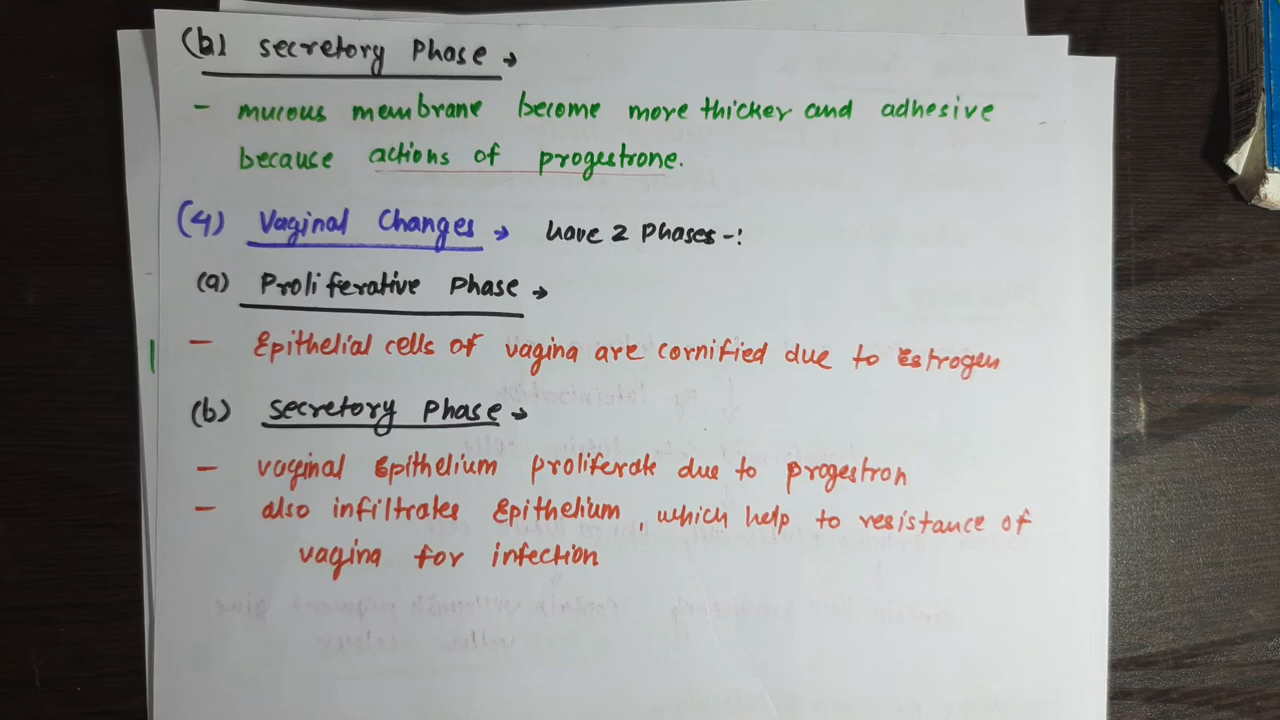 (b) secretory Phase →
- mucous membrane become more thicker and adhesive
because actions of progestrone.
(4) Vaginal Changes → have 2 Phases -:
(a) Proliferative Phase →
- Epithelial cells of vagina are cornified due to Estrogen
(b) secretory Phase →
- vaginal Epithelium proliferate due to progestron
- also infiltrates Epithelium, which help to resistance of
vagina for infection